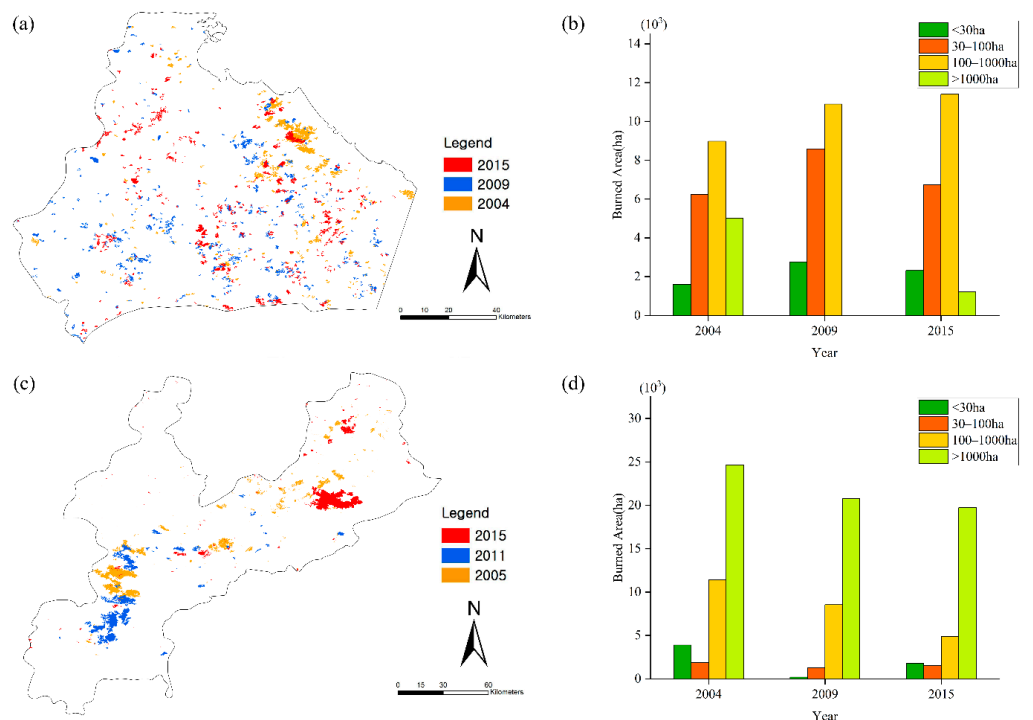 (a)
Legend
2015
2009
2004
N
0 10 20 40
Kilometers
(b)
(10³)
<30ha
30–100ha
100–1000ha
>1000ha
14
12
10
8
6
4
2
0
Burned Area(ha)
2004 2009 2015
Year
(c)
Legend
2015
2011
2005
N
0 15 30 60
Kilometers
(d)
(10³)
<30ha
30–100ha
100–1000ha
>1000ha
30
25
20
15
10
5
0
Burned Area(ha)
2004 2009 2015
Year